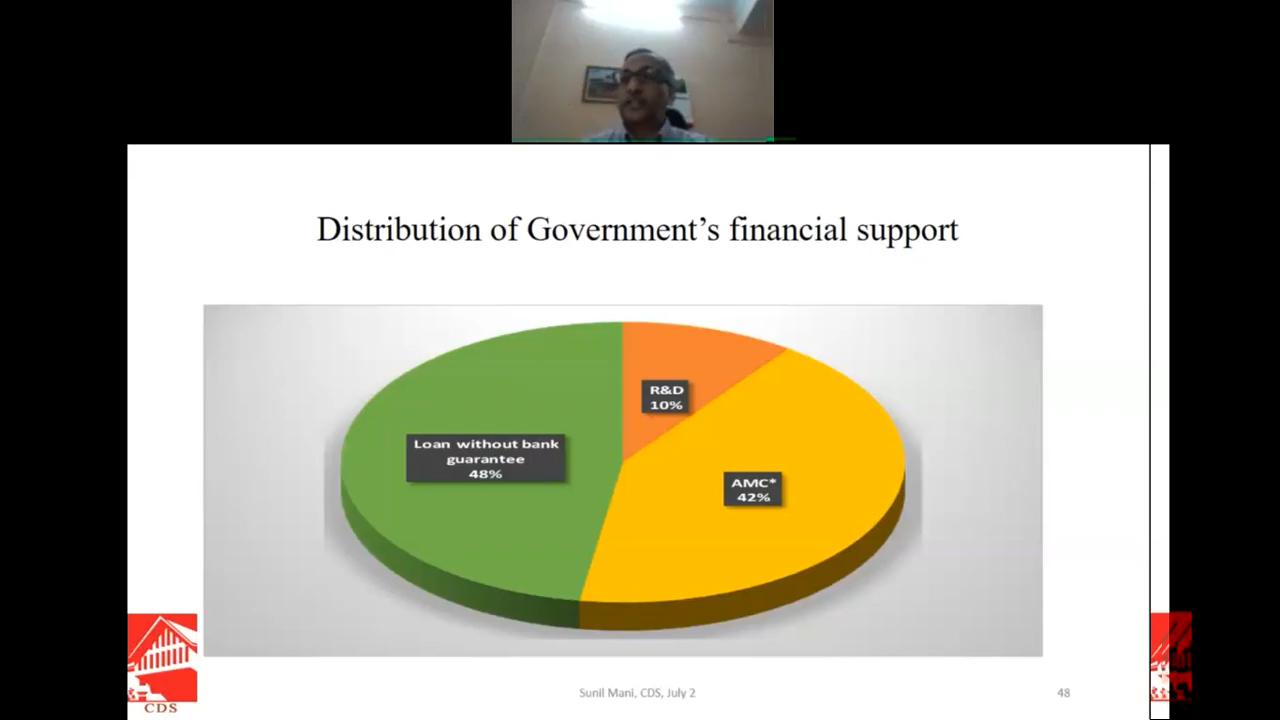 Distribution of Government’s financial support
R&D
10%
Loan without bank
guarantee
48%
AMC*
42%
CDS
Sunil Mani, CDS, July 2
48